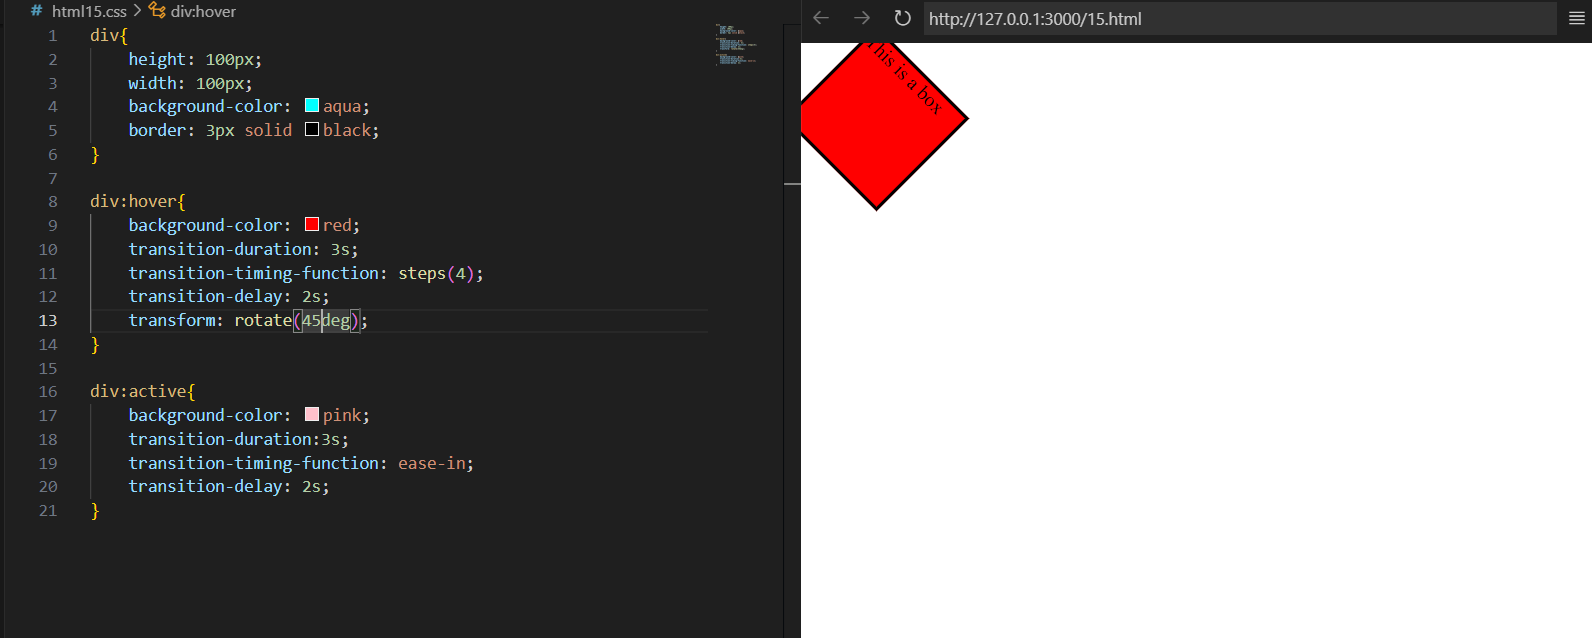 # html15.css > div:hover
1 div{
2 height: 100px;
3 width: 100px;
4 background-color: aqua;
5 border: 3px solid black;
6 }
7
8 div:hover{
9 background-color: red;
10 transition-duration: 3s;
11 transition-timing-function: steps(4);
12 transition-delay: 2s;
13 transform: rotate(45deg);
14 }
15
16 div:active{
17 background-color: pink;
18 transition-duration:3s;
19 transition-timing-function: ease-in;
20 transition-delay: 2s;
21 }
http://127.0.0.1:3000/15.html
This is a box